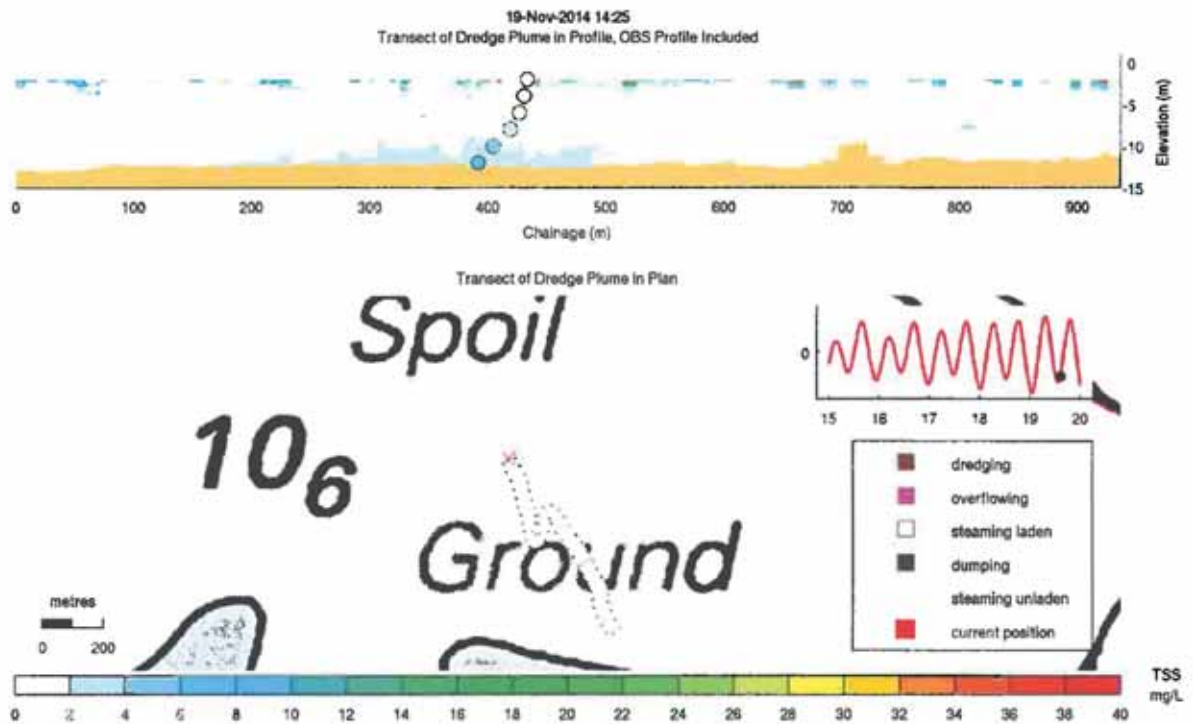 19-Nov-2014 14:25
Transect of Dredge Plume in Profile, OBS Profile Included
0
-5
-10
-15
Elevation (m)
0 100 200 300 400 500 600 700 800 900
Chainage (m)
Transect of Dredge Plume in Plan
Spoil
10 6
Ground
0
15 16 17 18 19 20
dredging
overflowing
steaming laden
dumping
steaming unladen
current position
metres
0 200
TSS
mg/L
0 2 4 6 8 10 12 14 16 18 20 22 24 26 28 30 32 34 36 38 40